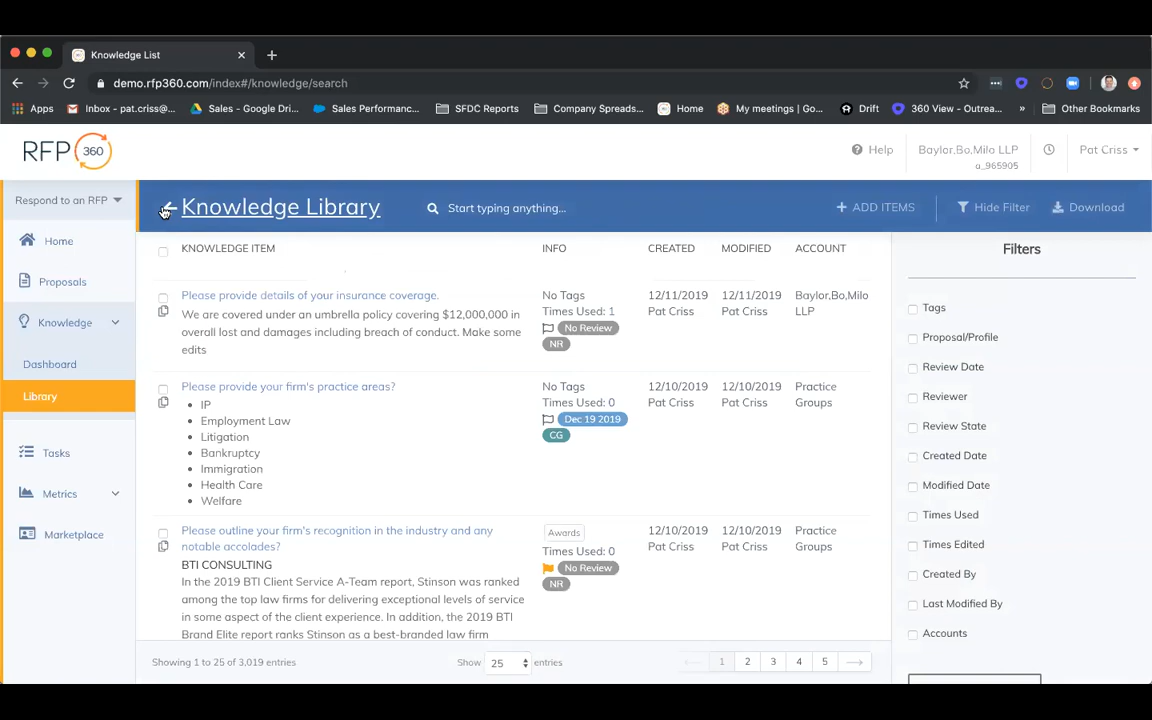 Knowledge List
demo.rfp360.com/index#/knowledge/search
Apps
Inbox - pat.criss@...
Sales - Google Dri...
Sales Performanc...
SFDC Reports
Company Spreads...
Home
My meetings | Go...
Drift
360 View - Outrea...
»
Other Bookmarks
RFP 360
Help
Baylor,Bo,Milo LLP
a_965905
Pat Criss
Respond to an RFP
Home
Proposals
Knowledge
Dashboard
Library
Tasks
Metrics
Marketplace
Knowledge Library
Start typing anything...
ADD ITEMS
Hide Filter
Download
KNOWLEDGE ITEM INFO CREATED MODIFIED ACCOUNT
Please provide details of your insurance coverage.
We are covered under an umbrella policy covering $12,000,000 in
overall lost and damages including breach of conduct. Make some
edits
No Tags
Times Used: 1
No Review
NR
12/11/2019
Pat Criss
12/11/2019
Pat Criss
Baylor,Bo,Milo
LLP
Please provide your firm's practice areas?
• IP
• Employment Law
• Litigation
• Bankruptcy
• Immigration
• Health Care
• Welfare
No Tags
Times Used: 0
Dec 19 2019
CG
12/10/2019
Pat Criss
12/10/2019
Pat Criss
Practice
Groups
Please outline your firm's recognition in the industry and any
notable accolades?
BTI CONSULTING
In the 2019 BTI Client Service A-Team report, Stinson was ranked
among the top law firms for delivering exceptional levels of service
in some aspect of the client experience. In addition, the 2019 BTI
Brand Elite report ranks Stinson as a best-branded law firm
Awards
Times Used: 0
No Review
NR
12/10/2019
Pat Criss
12/10/2019
Pat Criss
Practice
Groups
Showing 1 to 25 of 3,019 entries
Show 25 entries
1 2 3 4 5
Filters
Tags
Proposal/Profile
Review Date
Reviewer
Review State
Created Date
Modified Date
Times Used
Times Edited
Created By
Last Modified By
Accounts